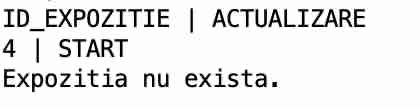 ID_EXPOZITIE | ACTUALIZARE
4 | START
Expozitia nu exista.